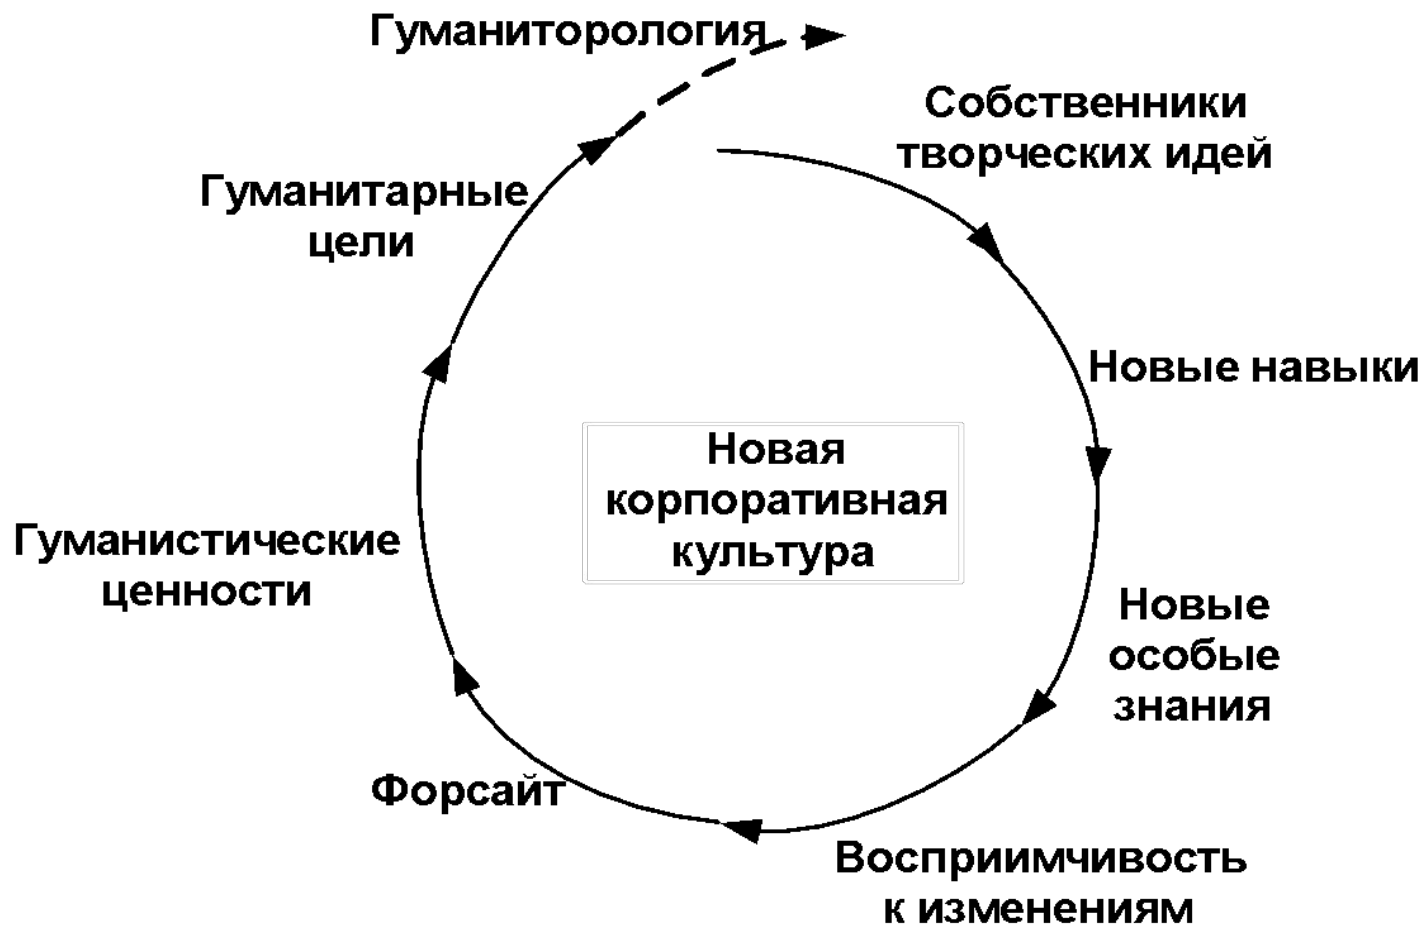 Гуманиторология
Собственники
творческих идей
Гуманитарные
цели
Новые навыки
Новая
корпоративная
культура
Гуманистические
ценности
Новые
особые
знания
Форсайт
Восприимчивость
к изменениям